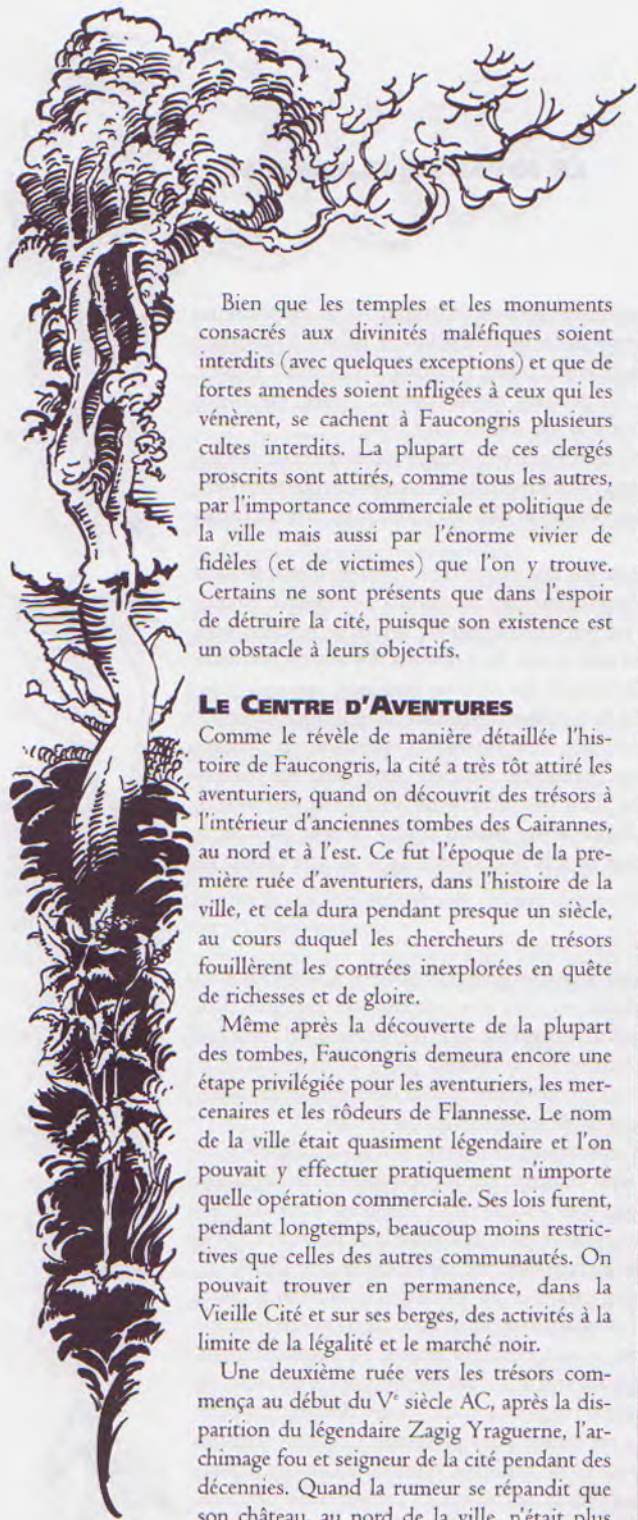 Bien que les temples et les monuments
consacrés aux divinités maléfiques soient
interdits (avec quelques exceptions) et que de
fortes amendes soient infligées à ceux qui les
vénèrent, se cachent à Faucongris plusieurs
cultes interdits. La plupart de ces clergés
proscrits sont attirés, comme tous les autres,
par l'importance commerciale et politique de
la ville mais aussi par l'énorme vivier de
fidèles (et de victimes) que l'on y trouve.
Certains ne sont présents que dans l'espoir
de détruire la cité, puisque son existence est
un obstacle à leurs objectifs.
LE CENTRE D'AVENTURES
Comme le révèle de manière détaillée l'his-
toire de Faucongris, la cité a très tôt attiré les
aventuriers, quand on découvrit des trésors à
l'intérieur d'anciennes tombes des Cairannes,
au nord et à l'est. Ce fut l'époque de la pre-
mière ruée d'aventuriers, dans l'histoire de la
ville, et cela dura pendant presque un siècle,
au cours duquel les chercheurs de trésors
fouillèrent les contrées inexplorées en quête
de richesses et de gloire.
Même après la découverte de la plupart
des tombes, Faucongris demeura encore une
étape privilégiée pour les aventuriers, les mer-
cenaires et les rôdeurs de Flannesse. Le nom
de la ville était quasiment légendaire et l'on
pouvait y effectuer pratiquement n'importe
quelle opération commerciale. Ses lois furent,
pendant longtemps, beaucoup moins restric-
tives que celles des autres communautés. On
pouvait trouver en permanence, dans la
Vieille Cité et sur ses berges, des activités à la
limite de la légalité et le marché noir.
Une deuxième ruée vers les trésors com-
mença au début du Ve siècle AC, après la dis-
parition du légendaire Zagig Yraguerne, l'ar-
chimage fou et seigneur de la cité pendant des
décennies. Quand la rumeur se répandit que
son château, au nord de la ville, n'était plus